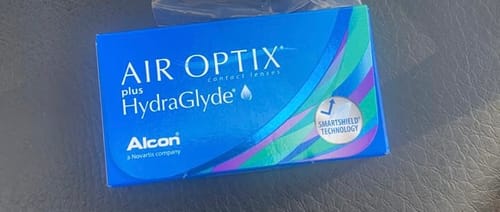 AIR OPTIX®
contact lenses
plus
HydraGlyde®
SMARTSHIELD®
TECHNOLOGY
Alcon®
a Novartis company